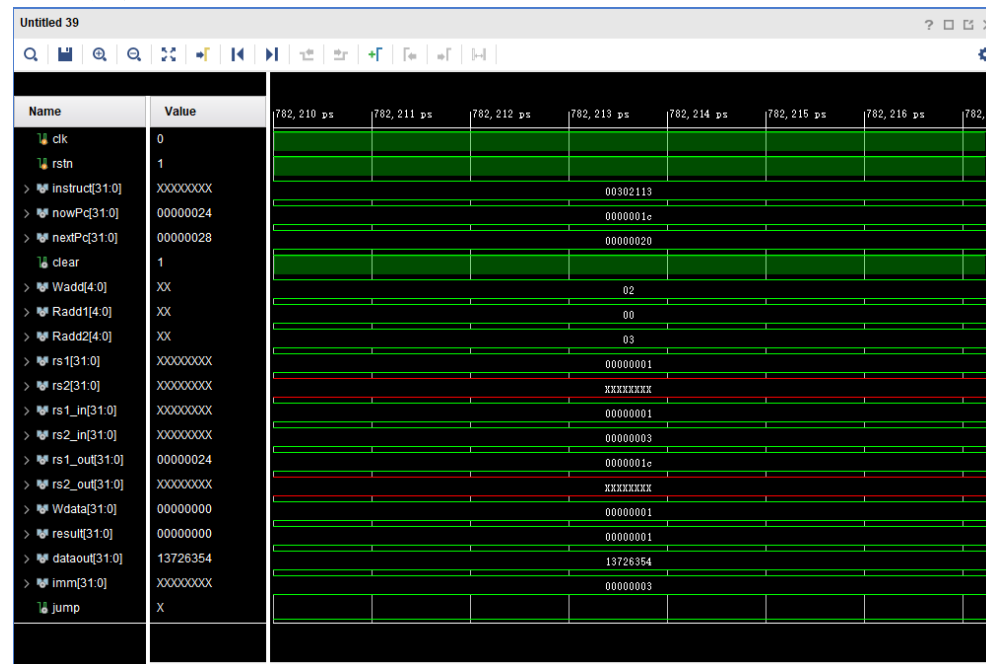 Untitled 39
Name Value 782,210 ps 782,211 ps 782,212 ps 782,213 ps 782,214 ps 782,215 ps 782,216 ps 782,
clk 0
rstn 1
instruct[31:0] XXXXXXXX 00302113
nowPc[31:0] 00000024 0000001c
nextPc[31:0] 00000028 00000020
clear 1
Wadd[4:0] XX 02
Radd1[4:0] XX 00
Radd2[4:0] XX 03
rs1[31:0] XXXXXXXX 00000001
rs2[31:0] XXXXXXXX XXXXXXXX
rs1_in[31:0] XXXXXXXX 00000001
rs2_in[31:0] XXXXXXXX 00000003
rs1_out[31:0] 00000024 0000001c
rs2_out[31:0] XXXXXXXX XXXXXXXX
Wdata[31:0] 00000000 00000001
result[31:0] 00000000 00000001
dataout[31:0] 13726354 13726354
imm[31:0] XXXXXXXX 00000003
jump X